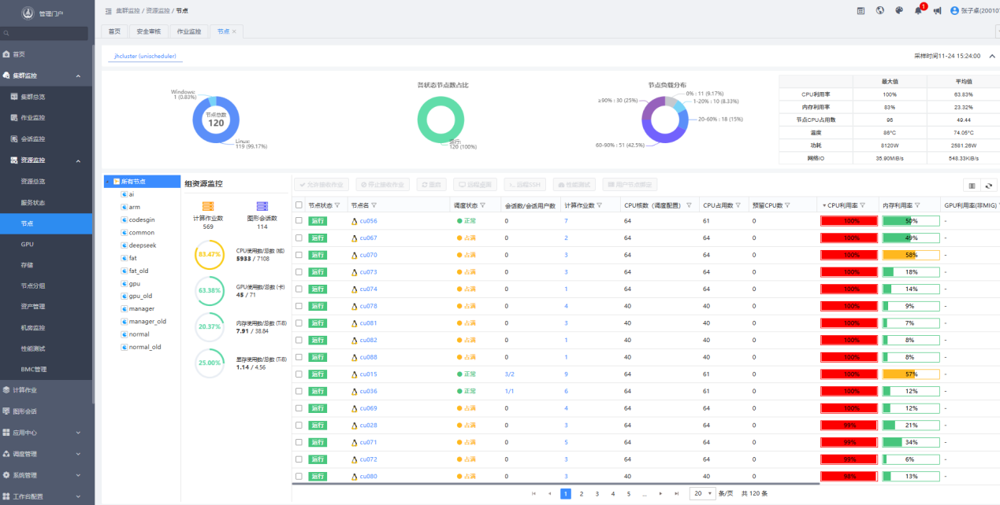 管理门户
集群监控 / 资源监控 / 节点
1
张子卓(20010
首页 安全审核 作业监控 节点 ×
首页
集群监控
集群总览
作业监控
会话监控
资源监控
资源总览
服务状态
节点
GPU
存储
节点分组
资产管理
机房监控
性能测试
BMC管理
计算作业
图形会话
应用中心
调度管理
系统管理
工作台配置
jhcluster (unischeduler)
采样时间11-24 15:24:00
Windows:
1 (0.83%)
节点总数
120
Linux:
119 (99.17%)
各状态节点数占比
运行:
120 (100%)
节点负载分布
0% : 11 (9.17%)
1-20% : 10 (8.33%)
20-60% : 18 (15%)
60-90% : 51 (42.5%)
≥90% : 30 (25%)
最大值 平均值
CPU利用率 100% 63.83%
内存利用率 83% 23.32%
节点CPU占用数 96 49.44
温度 86°C 74.05°C
功耗 8120W 2581.26W
网络IO 35.90MiB/s 548.33KiB/s
所有节点
ai
arm
codesgin
common
deepseek
fat
fat_old
gpu
gpu_old
manager
manager_old
normal
normal_old
组资源监控
计算作业数
569
图形会话数
114
83.47%
CPU使用数/总数 (核)
5933 / 7108
63.38%
GPU使用数/总数 (卡)
45 / 71
20.37%
内存使用数/总数 (TiB)
7.91 / 38.84
25.00%
显存使用数/总数 (TiB)
1.14 / 4.56
允许接收作业 停止接收作业 重启 远程桌面 远程SSH 性能测试 用户节点绑定
节点状态 节点名 调度状态 会话数/会话用户数 计算作业数 CPU核数 (调度配置) CPU占用数 预留CPU数 CPU利用率 内存利用率 GPU利用率(非MIG)
运行 cu056 正常 0 7 64 61 0 100% 50% -
运行 cu067 占满 0 2 64 64 0 100% 49% -
运行 cu070 占满 0 3 64 64 0 100% 58% -
运行 cu073 占满 0 3 64 64 0 100% 18% -
运行 cu074 占满 0 1 64 64 0 100% 14% -
运行 cu078 占满 0 4 40 40 0 100% 9% -
运行 cu081 占满 0 3 40 40 0 100% 7% -
运行 cu082 占满 0 1 40 40 0 100% 8% -
运行 cu088 占满 0 1 40 40 0 100% 8% -
运行 cu015 正常 3/2 9 64 61 0 100% 57% -
运行 cu036 正常 1/1 6 64 61 0 100% 12% -
运行 cu069 占满 0 4 64 64 0 100% 12% -
运行 cu028 占满 0 3 64 64 0 99% 21% -
运行 cu071 占满 0 5 64 64 0 99% 34% -
运行 cu072 占满 0 3 64 64 0 99% 6% -
运行 cu080 占满 0 3 40 40 0 98% 13% -
1 2 3 4 5 ... 20 条/页 共 120 条